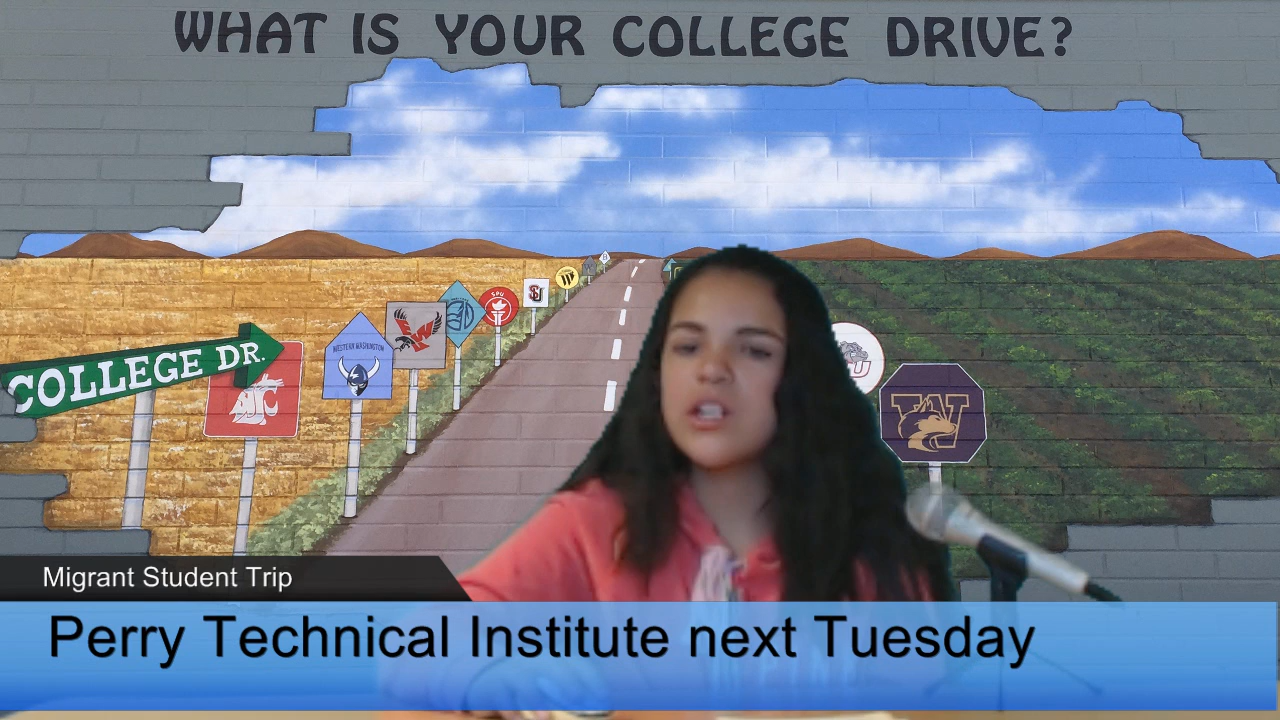 WHAT IS YOUR COLLEGE DRIVE?
COLLEGE DR.
WESTERN WASHINGTON
SPU
W
Migrant Student Trip
Perry Technical Institute next Tuesday